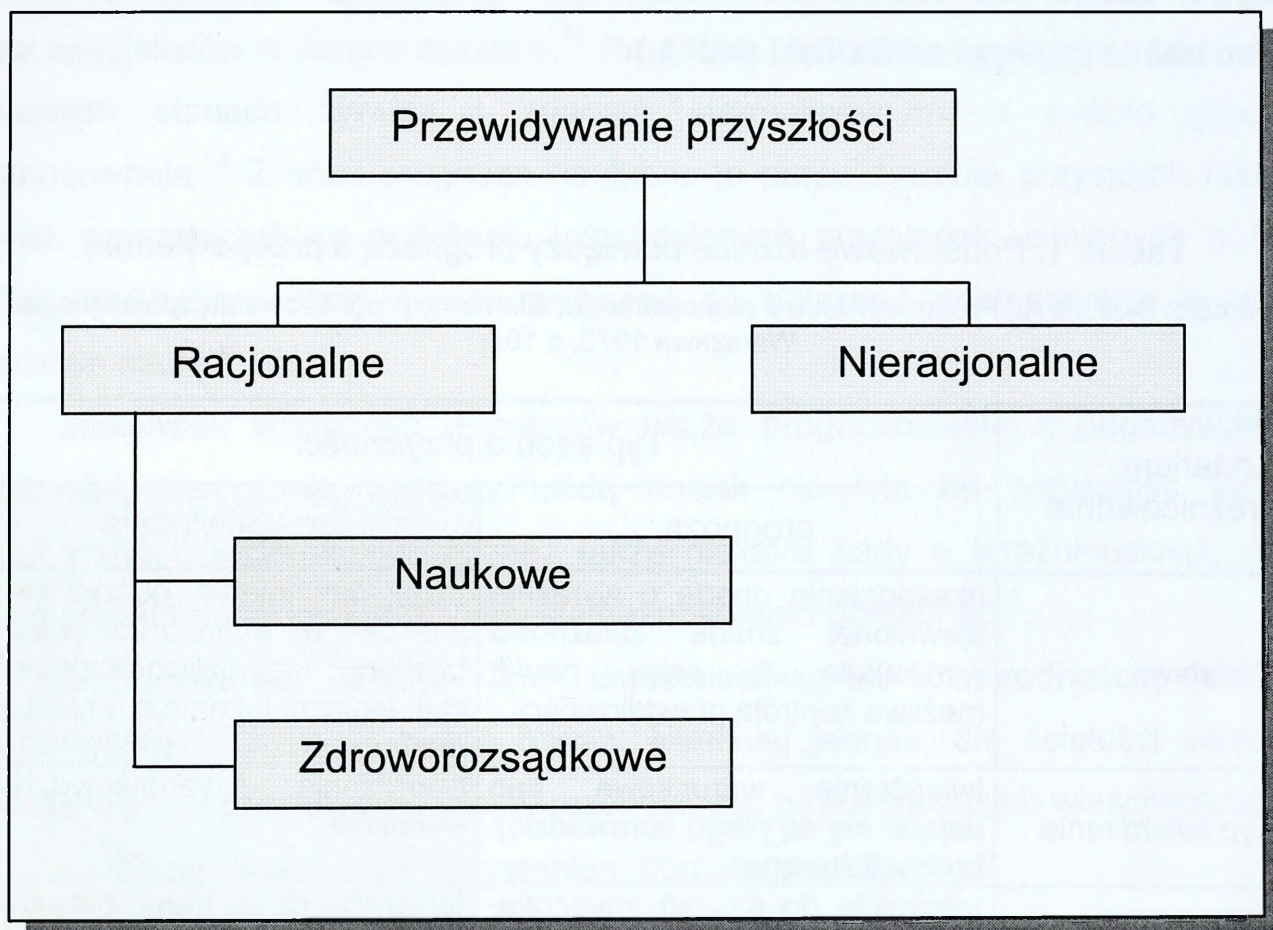 Przewidywanie przyszłości
Racjonalne
Nieracjonalne
Naukowe
Zdroworozsądkowe